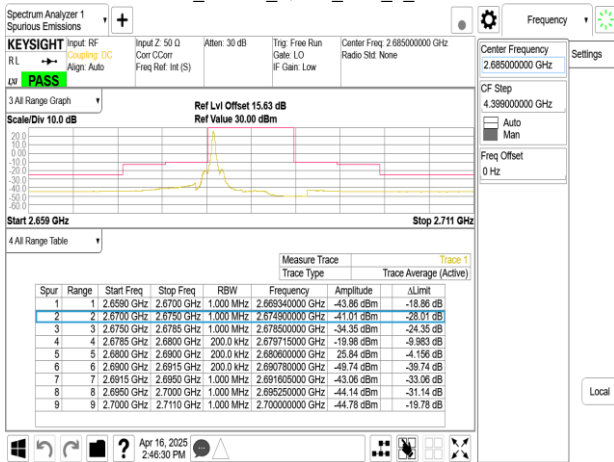 Spectrum Analyzer 1
Spurious Emissions
+
Frequency
KEYSIGHT Input: RF Input Z: 50 Ω Atten: 30 dB Trig: Free Run Center Freq: 2.685000000 GHz
RL Coupling: DC Corr CCorr Gate: LO Radio Std: None
Align: Auto Freq Ref: Int (S) IF Gain: Low
LXI PASS
Center Frequency
2.685000000 GHz
Settings
CF Step
4.399000000 GHz
Auto
Man
Freq Offset
0 Hz
3 All Range Graph
Ref Lvl Offset 15.63 dB
Scale/Div 10.0 dB Ref Value 30.00 dBm
20.0
10.0
0.00
-10.0
-20.0
-30.0
-40.0
-50.0
-60.0
Start 2.659 GHz Stop 2.711 GHz
4 All Range Table
Measure Trace Trace 1
Trace Type Trace Average (Active)
Spur Range Start Freq Stop Freq RBW Frequency Amplitude ΔLimit
1 1 2.6590 GHz 2.6700 GHz 1.000 MHz 2.669340000 GHz -43.86 dBm -18.86 dB
2 2 2.6700 GHz 2.6750 GHz 1.000 MHz 2.674900000 GHz -41.01 dBm -28.01 dB
3 3 2.6750 GHz 2.6785 GHz 1.000 MHz 2.678500000 GHz -34.35 dBm -24.35 dB
4 4 2.6785 GHz 2.6800 GHz 200.0 kHz 2.679715000 GHz -19.98 dBm -9.983 dB
5 5 2.6800 GHz 2.6900 GHz 200.0 kHz 2.680600000 GHz 25.84 dBm -4.156 dB
6 6 2.6900 GHz 2.6915 GHz 200.0 kHz 2.690780000 GHz -49.74 dBm -39.74 dB
7 7 2.6915 GHz 2.6950 GHz 1.000 MHz 2.691605000 GHz -43.06 dBm -33.06 dB
8 8 2.6950 GHz 2.7000 GHz 1.000 MHz 2.695250000 GHz -44.14 dBm -31.14 dB
9 9 2.7000 GHz 2.7110 GHz 1.000 MHz 2.700000000 GHz -44.78 dBm -19.78 dB
Local
? Apr 16, 2025
2:46:30 PM